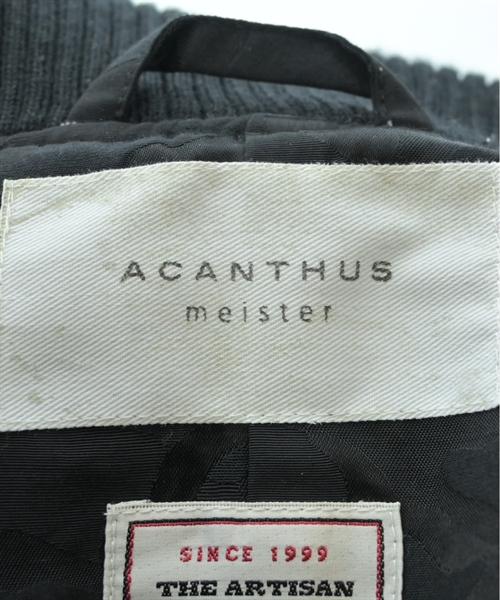 ACANTHUS
meister
SINCE 1999
THE ARTISAN